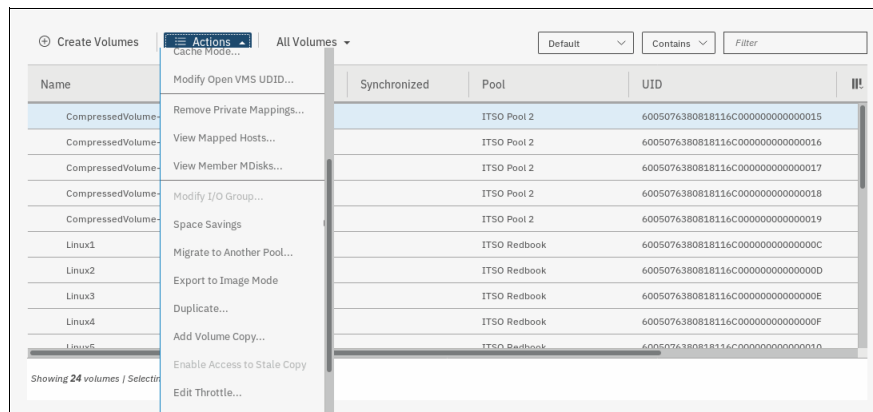 Create Volumes Actions All Volumes Default Contains Filter
Cache Mode...
Name Synchronized Pool UID
Modify Open VMS UDID...
Remove Private Mappings...
CompressedVolume- ITSO Pool 2 6005076380818116C000000000000015
View Mapped Hosts...
CompressedVolume- ITSO Pool 2 6005076380818116C000000000000016
View Member MDisks...
CompressedVolume- ITSO Pool 2 6005076380818116C000000000000017
Modify I/O Group...
CompressedVolume- ITSO Pool 2 6005076380818116C000000000000018
Space Savings
CompressedVolume- ITSO Pool 2 6005076380818116C000000000000019
Linux1 ITSO Redbook 6005076380818116C00000000000000C
Migrate to Another Pool...
Linux2 ITSO Redbook 6005076380818116C00000000000000D
Export to Image Mode
Linux3 ITSO Redbook 6005076380818116C00000000000000E
Duplicate...
Linux4 ITSO Redbook 6005076380818116C00000000000000F
Add Volume Copy...
Linux5 ITSO Redbook 6005076380818116C000000000000010
Enable Access to Stale Copy
Showing 24 volumes | Selectin
Edit Throttle...